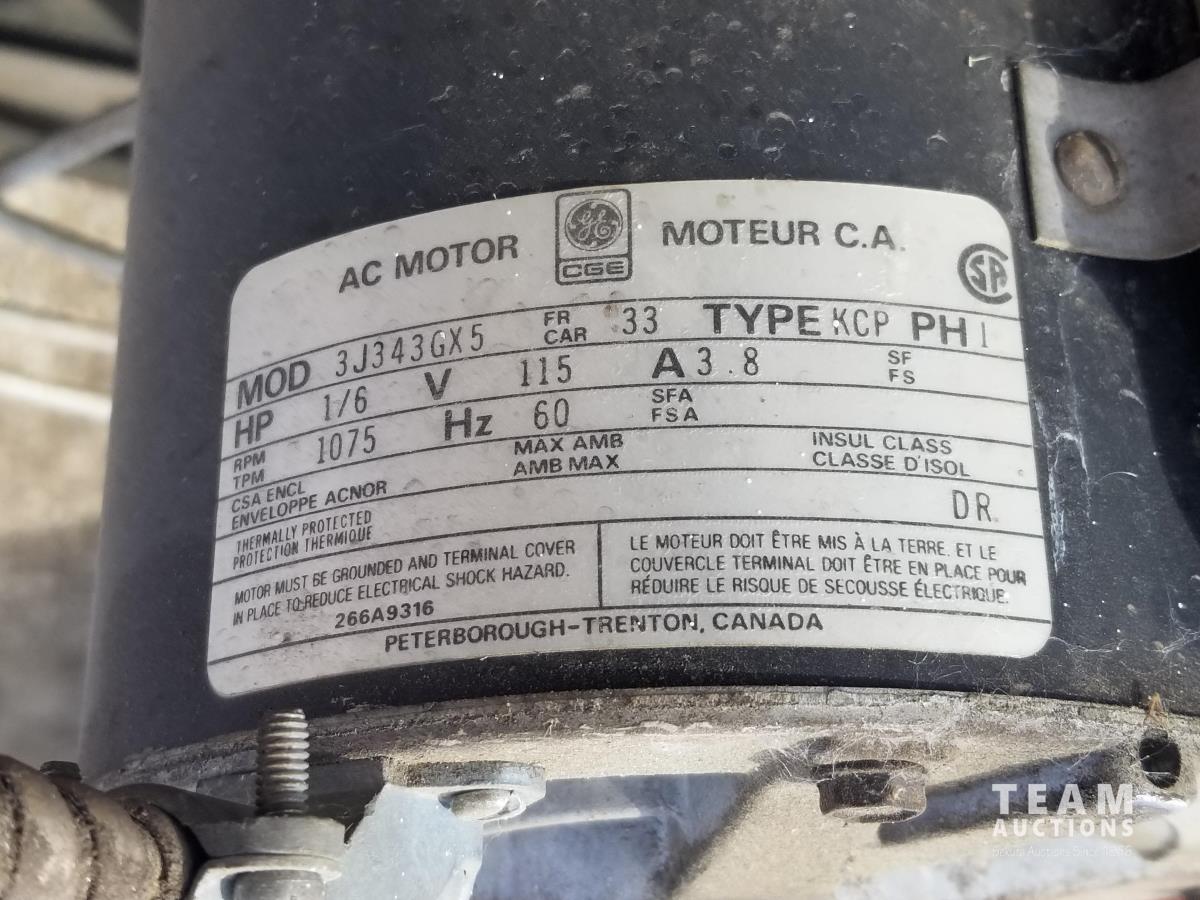 AC MOTOR GE CGE MOTEUR C.A. SA
MOD 3J343GX5 FR CAR 33 TYPE KCP PH 1
HP 1/6 V 115 A 3.8 SF FS
RPM TPM 1075 Hz 60 SFA FSA
CSA ENCL ENVELOPPE ACNOR MAX AMB AMB MAX INSUL CLASS CLASSE D'ISOL
THERMALLY PROTECTED PROTECTION THERMIQUE DR
MOTOR MUST BE GROUNDED AND TERMINAL COVER
IN PLACE TO REDUCE ELECTRICAL SHOCK HAZARD.
266A9316
LE MOTEUR DOIT ÊTRE MIS À LA TERRE. ET LE
COUVERCLE TERMINAL DOIT ÊTRE EN PLACE POUR
RÉDUIRE LE RISQUE DE SECOUSSE ÉLECTRIQUE.
PETERBOROUGH-TRENTON, CANADA
TEAM
AUCTIONS